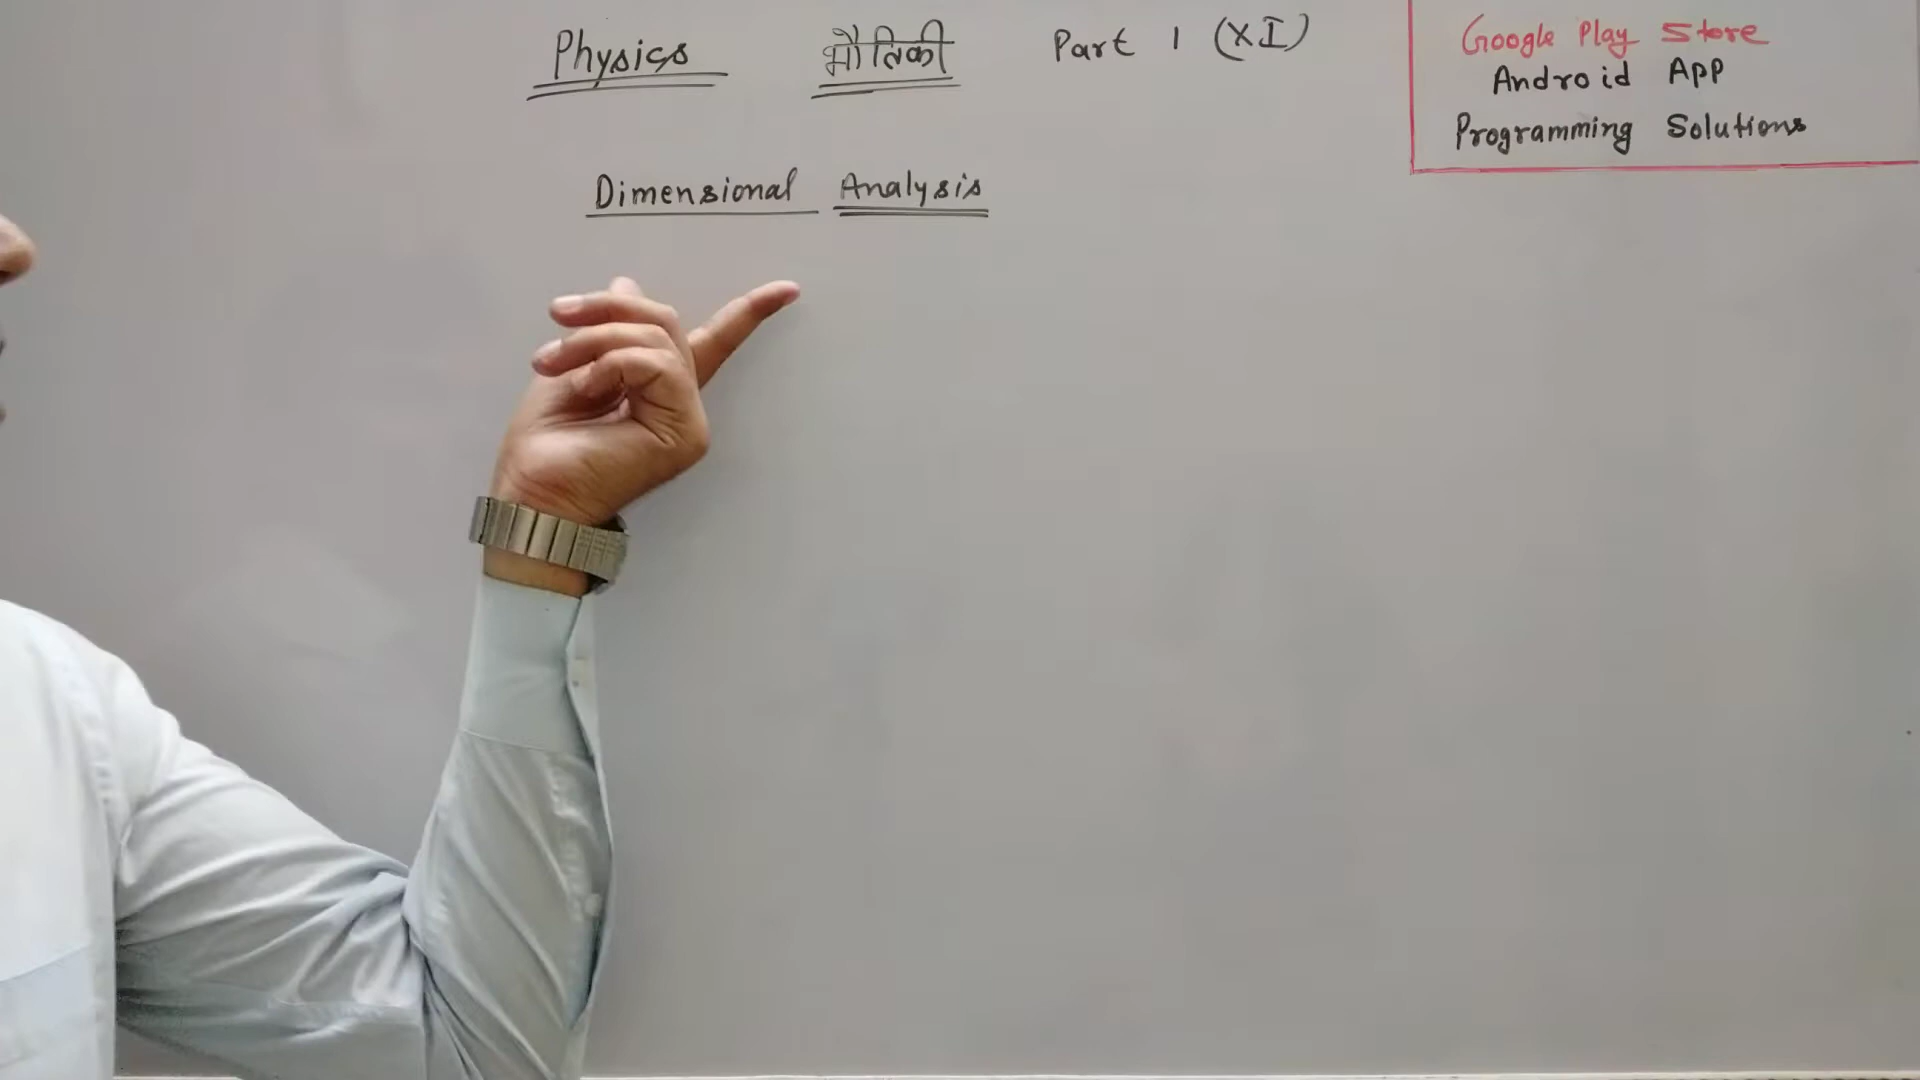 Physics भौतिकी Part 1 (XI)
Dimensional Analysis
Google Play Store
Android App
Programming Solutions